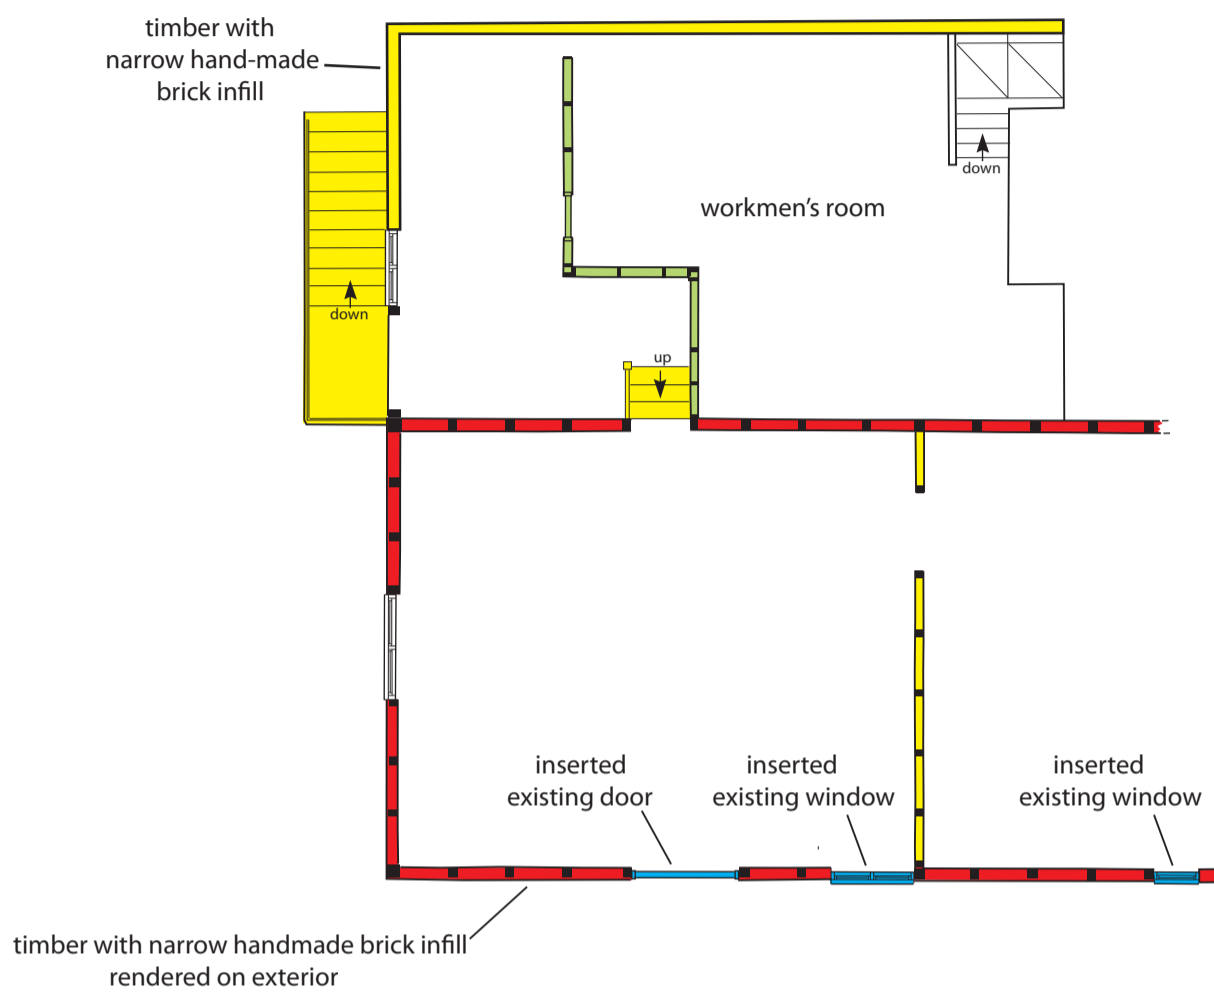 timber with
narrow hand-made
brick infill
down
workmen's room
down
up
inserted
existing door
inserted
existing window
inserted
existing window
timber with narrow handmade brick infill
rendered on exterior